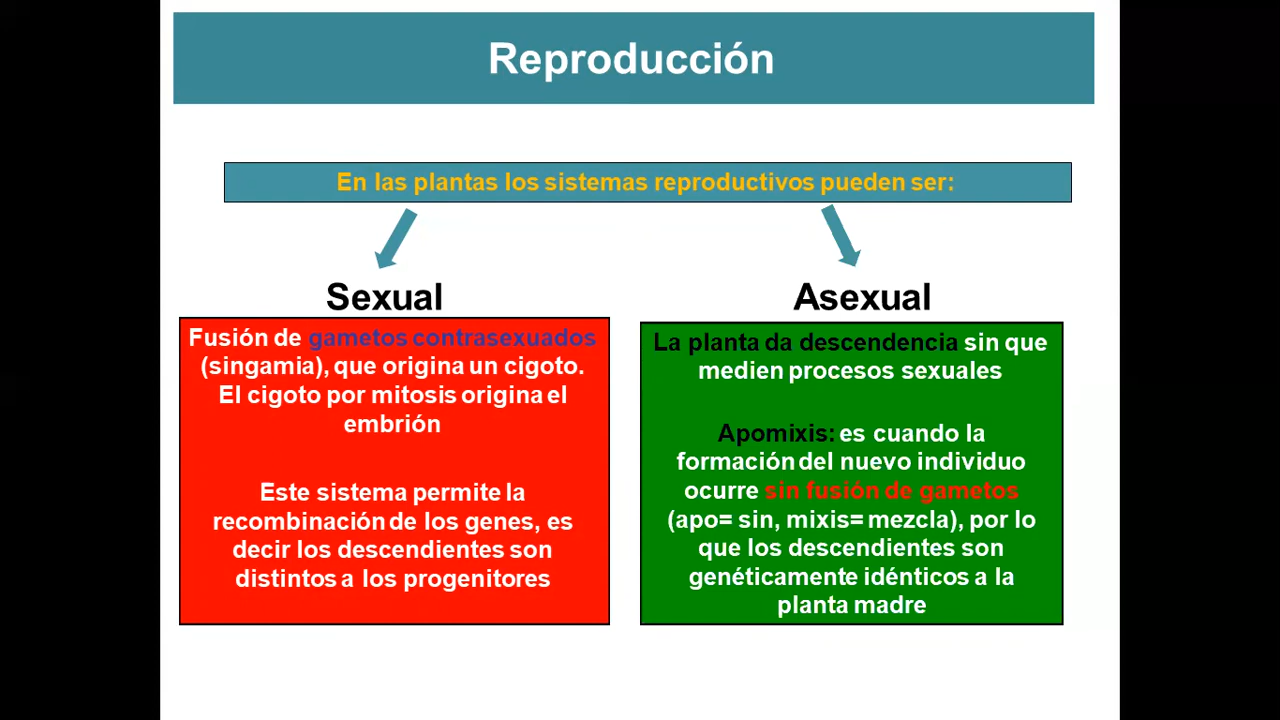 Reproducción
En las plantas los sistemas reproductivos pueden ser:
Sexual
Fusión de gametos contrasexuados
(singamia), que origina un cigoto.
El cigoto por mitosis origina el
embrión
Este sistema permite la
recombinación de los genes, es
decir los descendientes son
distintos a los progenitores
Asexual
La planta da descendencia sin que
medien procesos sexuales
Apomixis: es cuando la
formación del nuevo individuo
ocurre sin fusión de gametos
(apo= sin, mixis= mezcla), por lo
que los descendientes son
genéticamente idénticos a la
planta madre